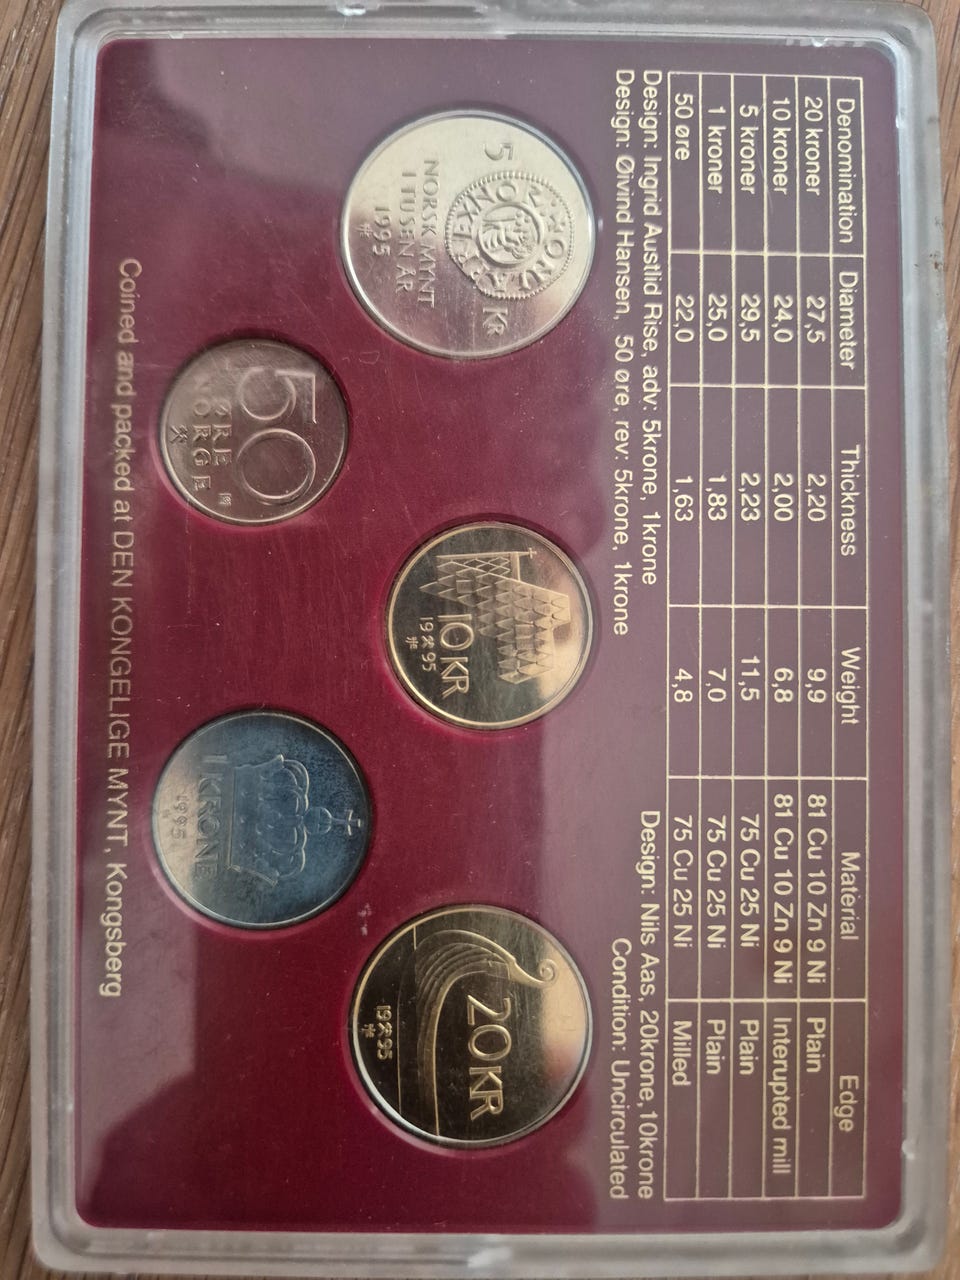 Denomination Diameter Thickness Weight Material Edge
20 kroner 27,5 2,20 9,9 81 Cu 10 Zn 9 Ni Plain
10 kroner 24,0 2,00 6,8 81 Cu 10 Zn 9 Ni Interupted mill
5 kroner 29,5 2,23 11,5 75 Cu 25 Ni Plain
1 kroner 25,0 1,83 7,0 75 Cu 25 Ni Plain
50 øre 22,0 1,63 4,8 75 Cu 25 Ni Milled
Design: Ingrid Austlid Rise, adv: 5krone, 1krone
Design: Nils Aas, 20krone, 10krone
Design: Øivind Hansen, 50 øre, rev: 5krone, 1krone
Condition: Uncirculated
5 KR
NORSK MYNT
I TUSEN ÅR
1995
10 KR
19 95
20 KR
19 95
50
ØRE
NORGE
1 KRONE
1995
Coined and packed at DEN KONGELIGE MYNT, Kongsberg